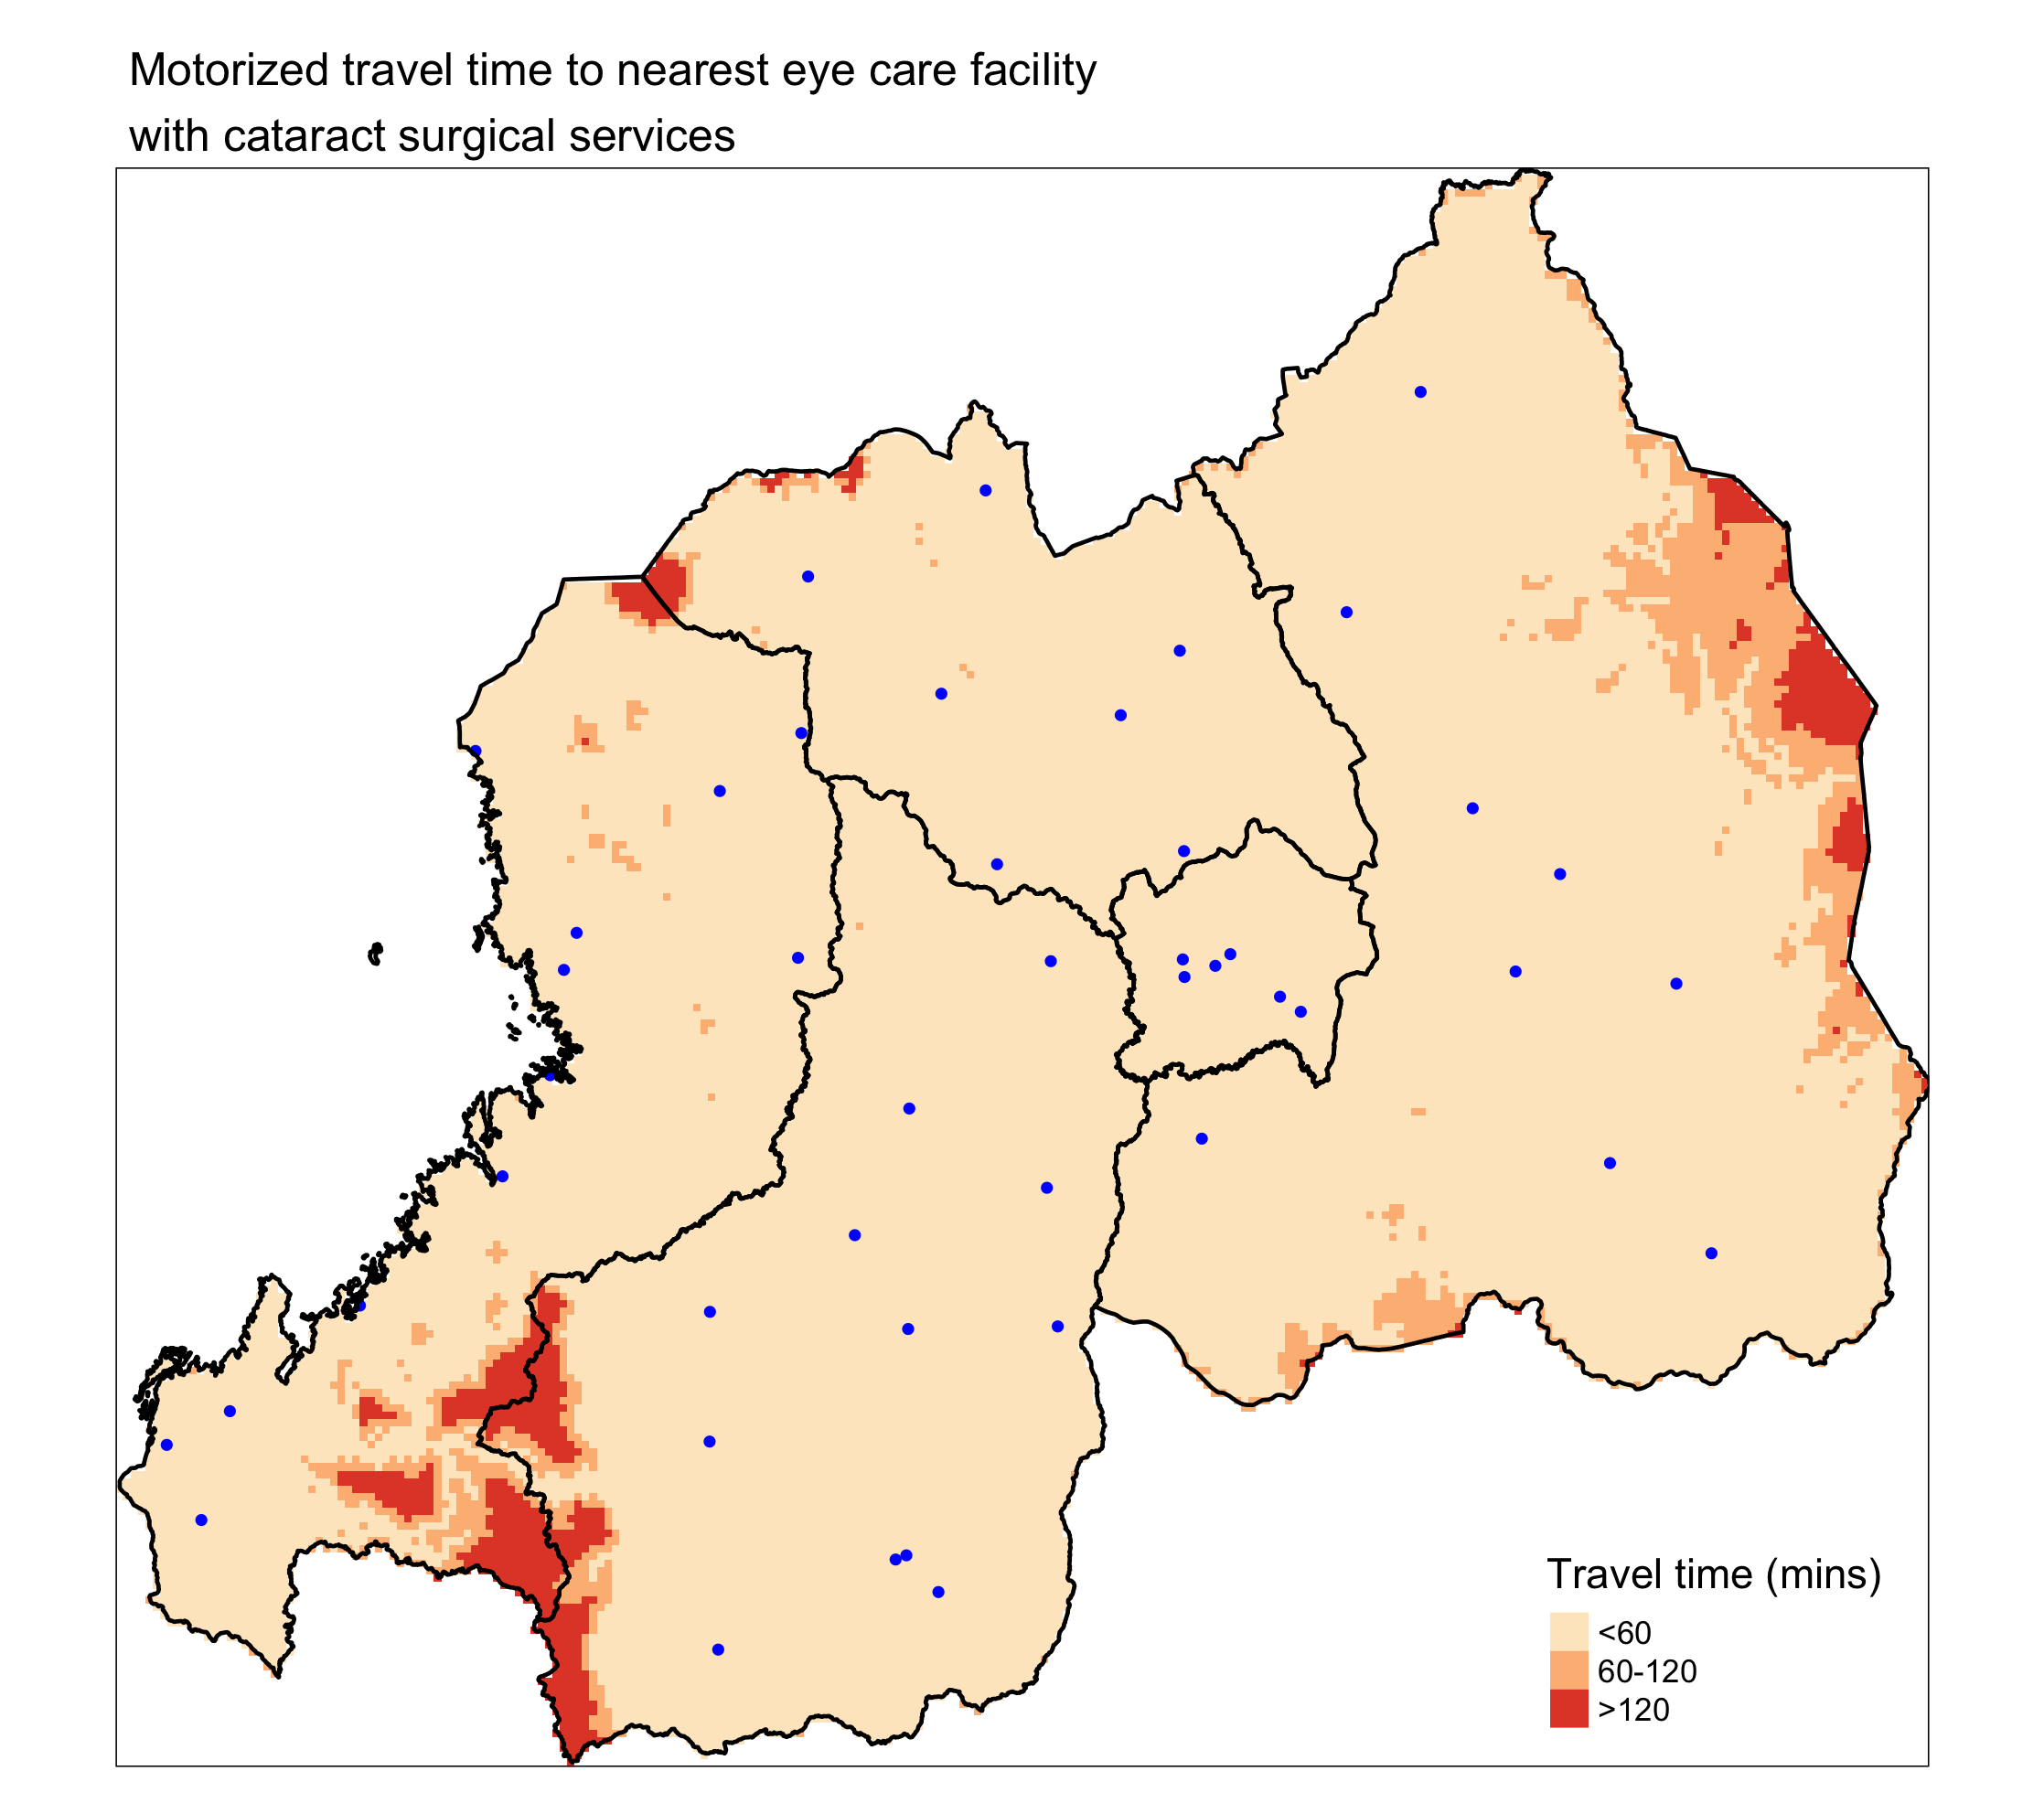 Motorized travel time to nearest eye care facility
with cataract surgical services
Travel time (mins)
<60
60-120
>120